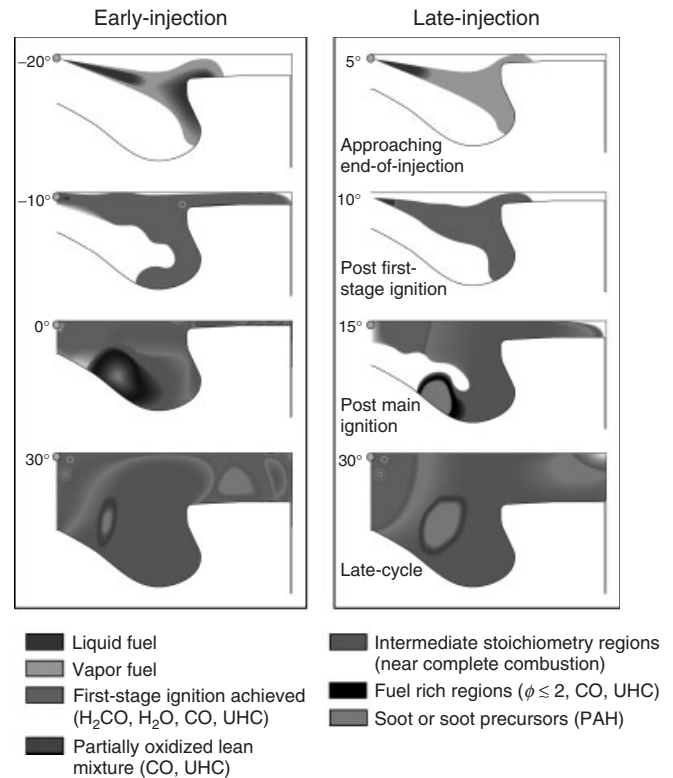 Early-injection
Late-injection
−20°
5°
Approaching
end-of-injection
−10°
10°
Post first-
stage ignition
0°
15°
Post main
ignition
30°
30°
Late-cycle
Liquid fuel
Vapor fuel
First-stage ignition achieved
(H₂CO, H₂O, CO, UHC)
Partially oxidized lean
mixture (CO, UHC)
Intermediate stoichiometry regions
(near complete combustion)
Fuel rich regions (ϕ ≤ 2, CO, UHC)
Soot or soot precursors (PAH)